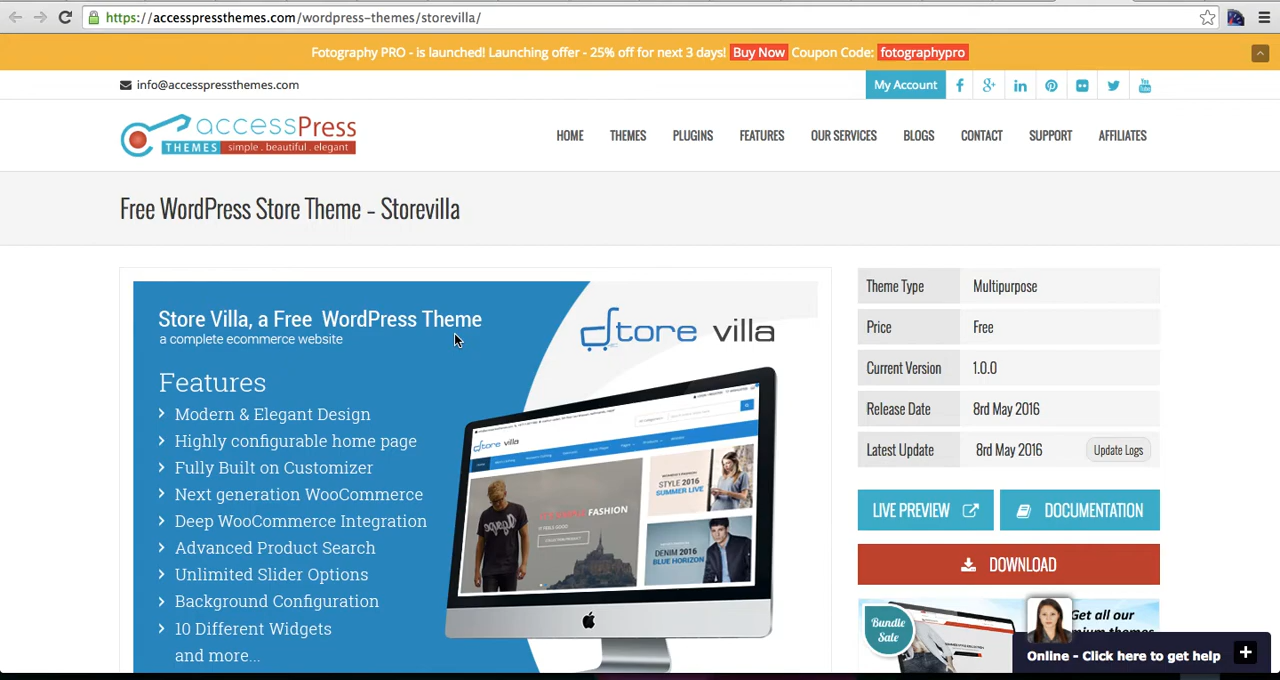 https://accesspressthemes.com/wordpress-themes/storevilla/
Fotography PRO - is launched! Launching offer - 25% off for next 3 days! Buy Now Coupon Code: fotographypro
info@accesspressthemes.com
My Account
accessPress
THEMES simple . beautiful . elegant
HOME THEMES PLUGINS FEATURES OUR SERVICES BLOGS CONTACT SUPPORT AFFILIATES
Free WordPress Store Theme – Storevilla
Store Villa, a Free WordPress Theme
a complete ecommerce website
store villa
Features
Modern & Elegant Design
Highly configurable home page
Fully Built on Customizer
Next generation WooCommerce
Deep WooCommerce Integration
Advanced Product Search
Unlimited Slider Options
Background Configuration
10 Different Widgets
and more...
store villa
FASHION
STYLE 2016
SUMMER LIVE
DENIM 2016
BLUE HORIZON
Theme Type Multipurpose
Price Free
Current Version 1.0.0
Release Date 8rd May 2016
Latest Update 8rd May 2016 Update Logs
LIVE PREVIEW DOCUMENTATION
DOWNLOAD
Bundle
Sale
Get all our
Online - Click here to get help